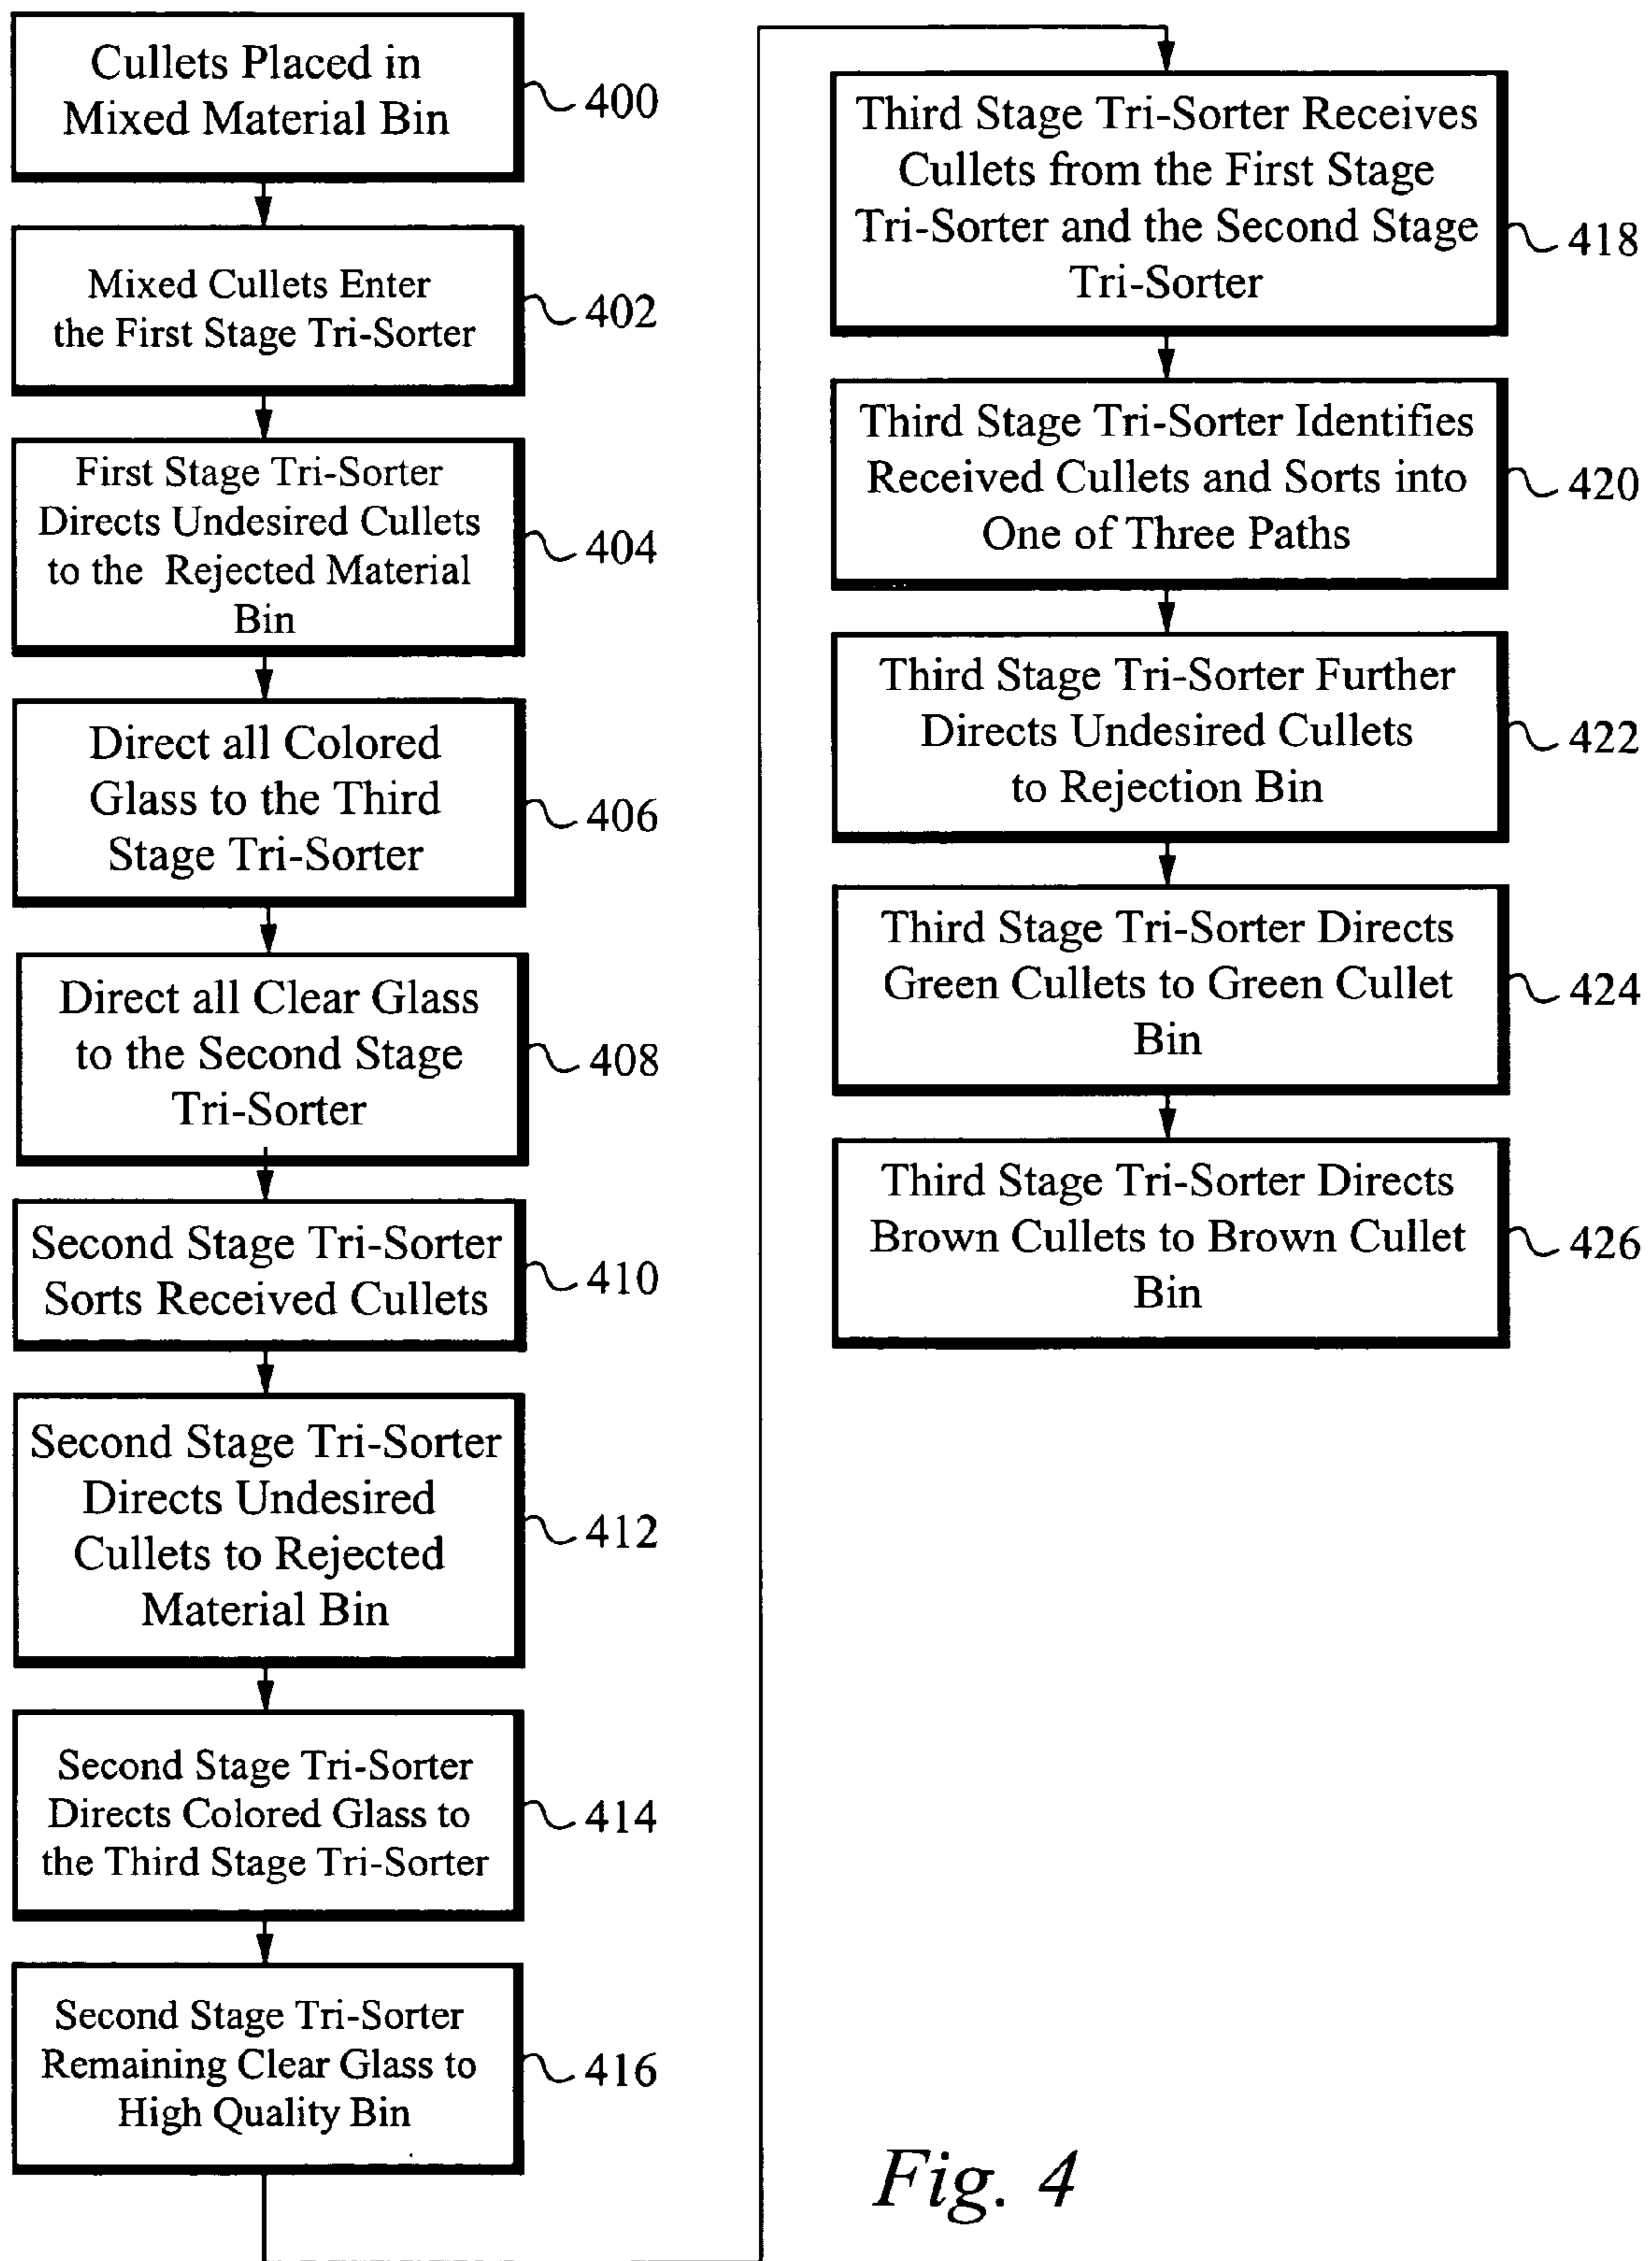 Cullets Placed in
Mixed Material Bin
400
Mixed Cullets Enter
the First Stage Tri-Sorter
402
First Stage Tri-Sorter
Directs Undesired Cullets
to the Rejected Material
Bin
404
Direct all Colored
Glass to the Third
Stage Tri-Sorter
406
Direct all Clear Glass
to the Second Stage
Tri-Sorter
408
Second Stage Tri-Sorter
Sorts Received Cullets
410
Second Stage Tri-Sorter
Directs Undesired
Cullets to Rejected
Material Bin
412
Second Stage Tri-Sorter
Directs Colored Glass to
the Third Stage Tri-Sorter
414
Second Stage Tri-Sorter
Remaining Clear Glass to
High Quality Bin
416
Third Stage Tri-Sorter Receives
Cullets from the First Stage
Tri-Sorter and the Second Stage
Tri-Sorter
418
Third Stage Tri-Sorter Identifies
Received Cullets and Sorts into
One of Three Paths
420
Third Stage Tri-Sorter Further
Directs Undesired Cullets
to Rejection Bin
422
Third Stage Tri-Sorter Directs
Green Cullets to Green Cullet
Bin
424
Third Stage Tri-Sorter Directs
Brown Cullets to Brown Cullet
Bin
426
Fig. 4